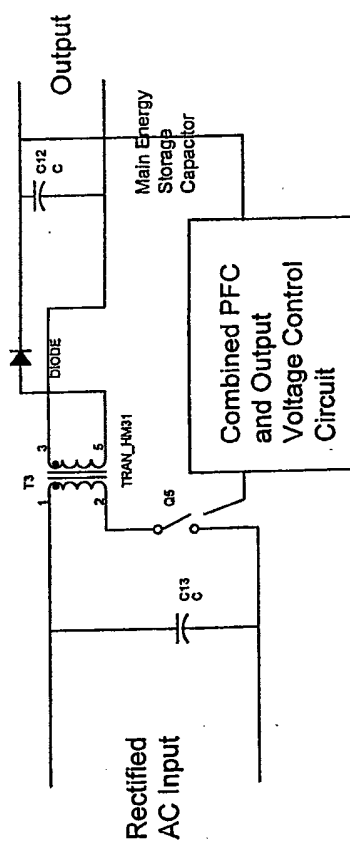 Output
C12
C
Main Energy
Storage
Capacitor
DIODE
3
5
T3
1
2
TRAN_HM31
Q5
Combined PFC
and Output
Voltage Control
Circuit
C13
C
Rectified
AC Input